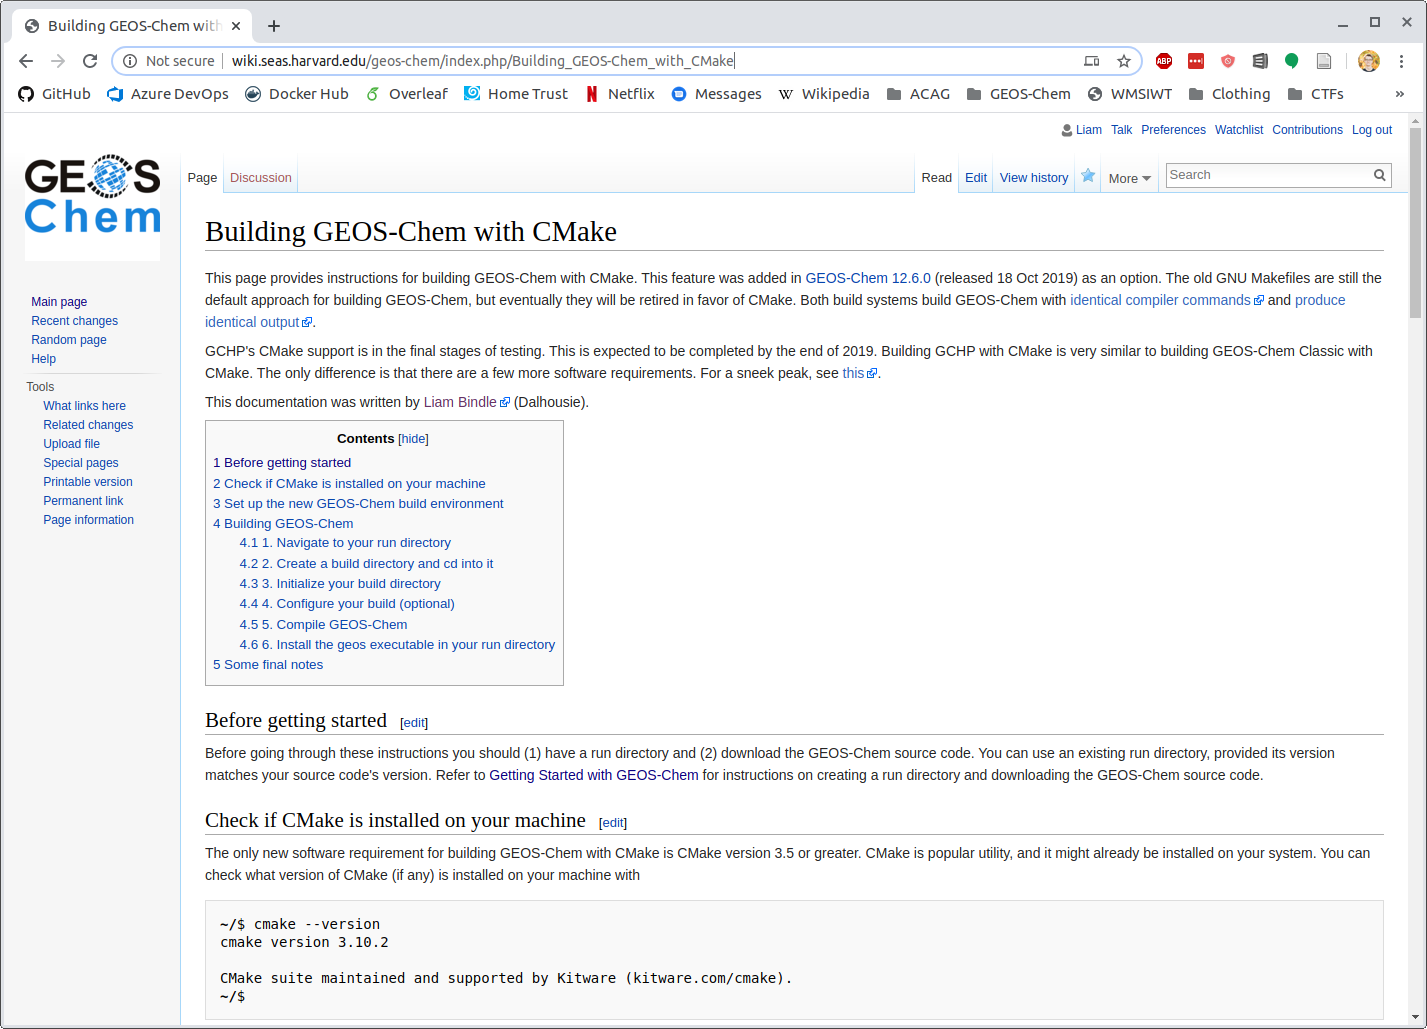 Building GEOS-Chem with
Not secure | wiki.seas.harvard.edu/geos-chem/index.php/Building_GEOS-Chem_with_CMake
ABP
GitHub Azure DevOps Docker Hub Overleaf Home Trust Netflix Messages Wikipedia ACAG GEOS-Chem WMSIWT Clothing CTFs »
Liam Talk Preferences Watchlist Contributions Log out
GEOS
Chem
Page Discussion Read Edit View history More Search
Main page
Recent changes
Random page
Help
Tools
What links here
Related changes
Upload file
Special pages
Printable version
Permanent link
Page information
Building GEOS-Chem with CMake
This page provides instructions for building GEOS-Chem with CMake. This feature was added in GEOS-Chem 12.6.0 (released 18 Oct 2019) as an option. The old GNU Makefiles are still the
default approach for building GEOS-Chem, but eventually they will be retired in favor of CMake. Both build systems build GEOS-Chem with identical compiler commands and produce
identical output.
GCHP's CMake support is in the final stages of testing. This is expected to be completed by the end of 2019. Building GCHP with CMake is very similar to building GEOS-Chem Classic with
CMake. The only difference is that there are a few more software requirements. For a sneek peak, see this.
This documentation was written by Liam Bindle (Dalhousie).
Contents [hide]
1 Before getting started
2 Check if CMake is installed on your machine
3 Set up the new GEOS-Chem build environment
4 Building GEOS-Chem
4.1 1. Navigate to your run directory
4.2 2. Create a build directory and cd into it
4.3 3. Initialize your build directory
4.4 4. Configure your build (optional)
4.5 5. Compile GEOS-Chem
4.6 6. Install the geos executable in your run directory
5 Some final notes
Before getting started [edit]
Before going through these instructions you should (1) have a run directory and (2) download the GEOS-Chem source code. You can use an existing run directory, provided its version
matches your source code's version. Refer to Getting Started with GEOS-Chem for instructions on creating a run directory and downloading the GEOS-Chem source code.
Check if CMake is installed on your machine [edit]
The only new software requirement for building GEOS-Chem with CMake is CMake version 3.5 or greater. CMake is popular utility, and it might already be installed on your system. You can
check what version of CMake (if any) is installed on your machine with
~/$ cmake --version
cmake version 3.10.2
CMake suite maintained and supported by Kitware (kitware.com/cmake).
~/$